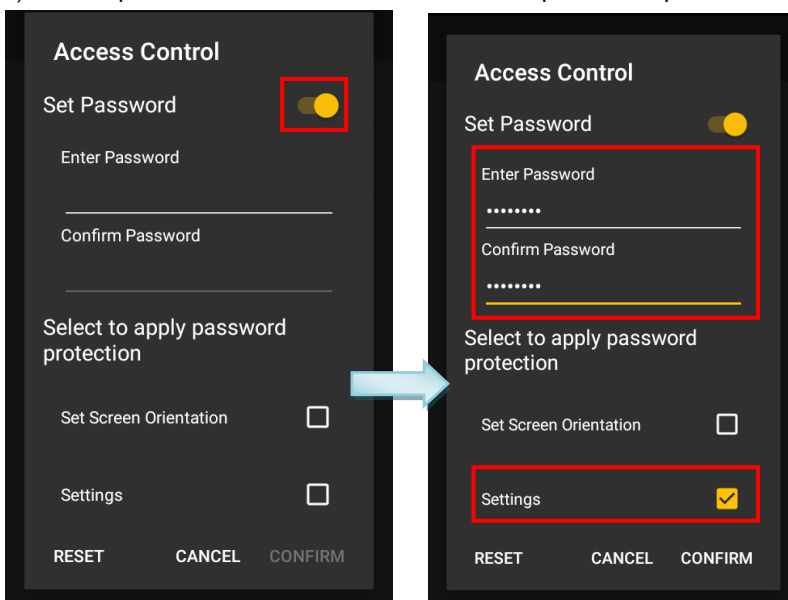 Access Control
Set Password
Enter Password
Confirm Password
Select to apply password
protection
Set Screen Orientation
Settings
RESET CANCEL CONFIRM
Access Control
Set Password
Enter Password
••••••••
Confirm Password
••••••••
Select to apply password
protection
Set Screen Orientation
Settings
RESET CANCEL CONFIRM